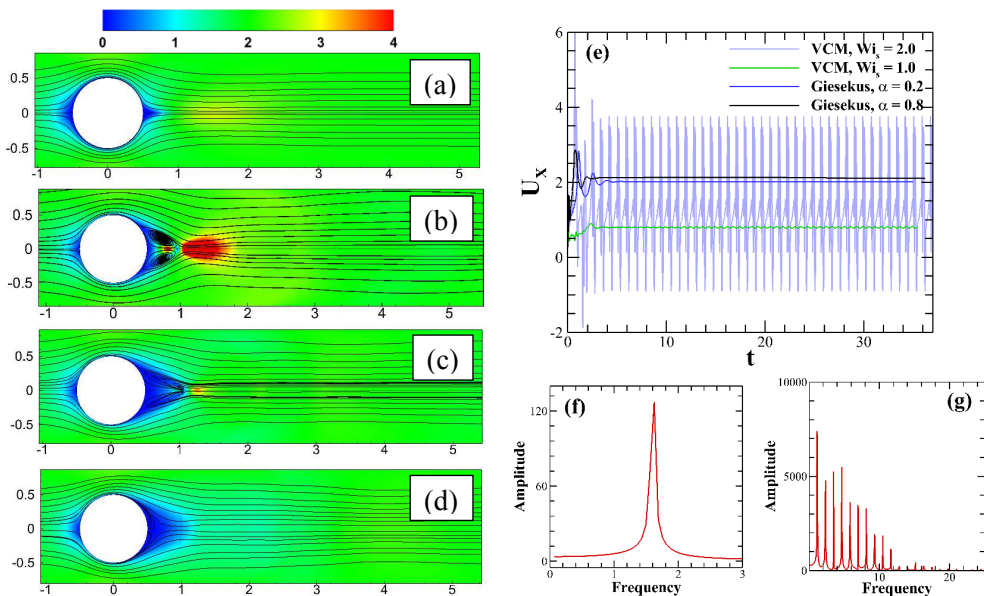 0 1 2 3 4
0.5
0
-0.5
(a)
-1 0 1 2 3 4 5
0.5
0
-0.5
(b)
-1 0 1 2 3 4 5
0.5
0
-0.5
(c)
-1 0 1 2 3 4 5
0.5
0
-0.5
(d)
-1 0 1 2 3 4 5
(e)
VCM, Wis = 2.0
VCM, Wis = 1.0
Giesekus, α = 0.2
Giesekus, α = 0.8
6
4
2
0
-2
UX
0 10 20 30
t
(f)
120
60
0
Amplitude
0 1 2 3
Frequency
(g)
10000
5000
0
Amplitude
10 20
Frequency